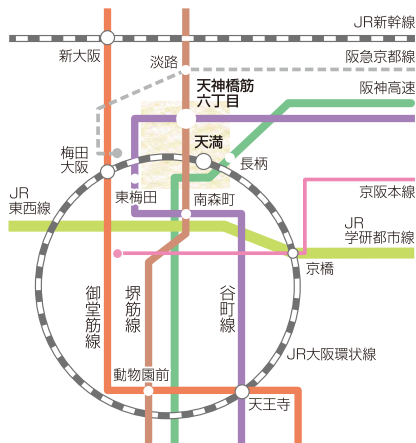 JR新幹線
新大阪
淡路
阪急京都線
天神橋筋
六丁目
阪神高速
天満
梅田
大阪
長柄
JR
東西線
東梅田
南森町
京阪本線
JR
学研都市線
京橋
御堂筋線
堺筋線
谷町線
JR大阪環状線
動物園前
天王寺